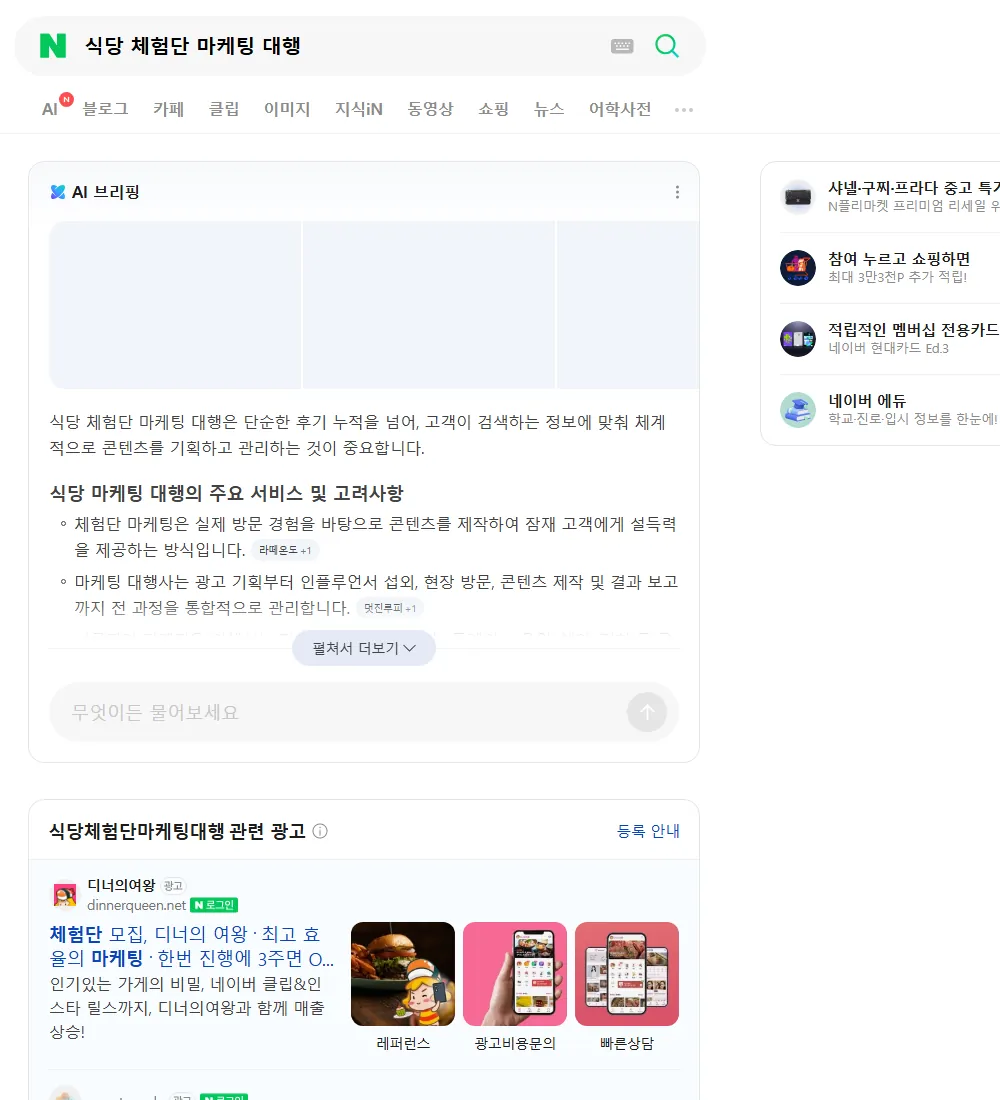 식당 체험단 마케팅 대행
AI N 블로그 카페 클립 이미지 지식iN 동영상 쇼핑 뉴스 어학사전
AI 브리핑
식당 체험단 마케팅 대행은 단순한 후기 누적을 넘어, 고객이 검색하는 정보에 맞춰 체계
적으로 콘텐츠를 기획하고 관리하는 것이 중요합니다.
식당 마케팅 대행의 주요 서비스 및 고려사항
체험단 마케팅은 실제 방문 경험을 바탕으로 콘텐츠를 제작하여 잠재 고객에게 설득력
을 제공하는 방식입니다. 라떼온도 +1
마케팅 대행사는 광고 기획부터 인플루언서 섭외, 현장 방문, 콘텐츠 제작 및 결과 보고
까지 전 과정을 통합적으로 관리합니다. 멋진루피 +1
펼쳐서 더보기
무엇이든 물어보세요
식당체험단마케팅대행 관련 광고
등록 안내
디너의여왕 광고
dinnerqueen.net N 로그인
체험단 모집, 디너의 여왕 · 최고 효
율의 마케팅 · 한번 진행에 3주면 O...
인기있는 가게의 비밀, 네이버 클립&인
스타 릴스까지, 디너의여왕과 함께 매출
상승!
레퍼런스
광고비용문의
빠른상담
샤넬·구찌·프라다 중고 특가
N플리마켓 프리미엄 리세일 위
참여 누르고 쇼핑하면
최대 3만3천P 추가 적립!
적립적인 멤버십 전용카드
네이버 현대카드 Ed.3
네이버 에듀
학교·진로·입시 정보를 한눈에!